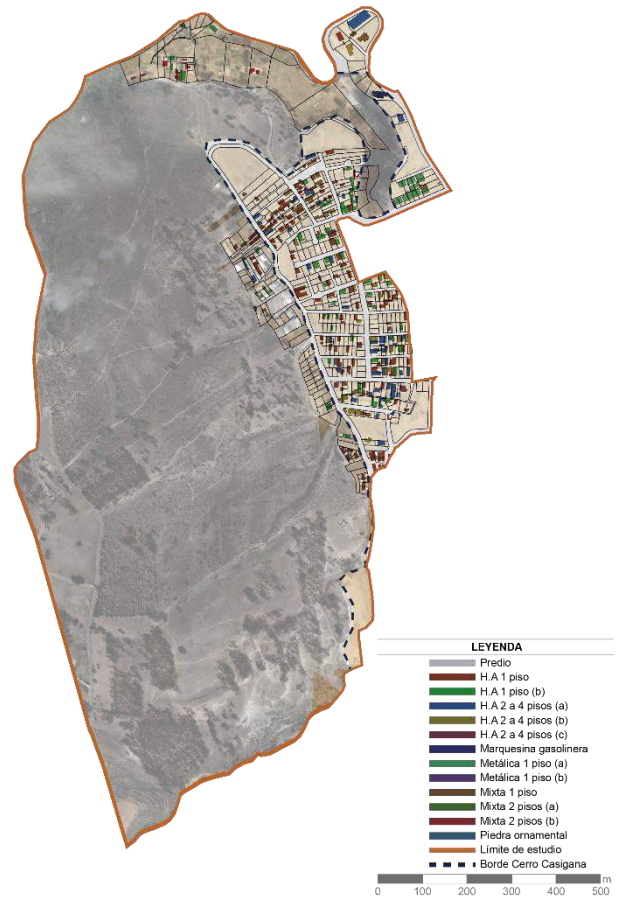 LEYENDA
Predio
H.A 1 piso
H.A 1 piso (b)
H.A 2 a 4 pisos (a)
H.A 2 a 4 pisos (b)
H.A 2 a 4 pisos (c)
Marquesina gasolinera
Metálica 1 piso (a)
Metálica 1 piso (b)
Mixta 1 piso
Mixta 2 pisos (a)
Mixta 2 pisos (b)
Piedra ornamental
Límite de estudio
Borde Cerro Casigana
m
0 100 200 300 400 500